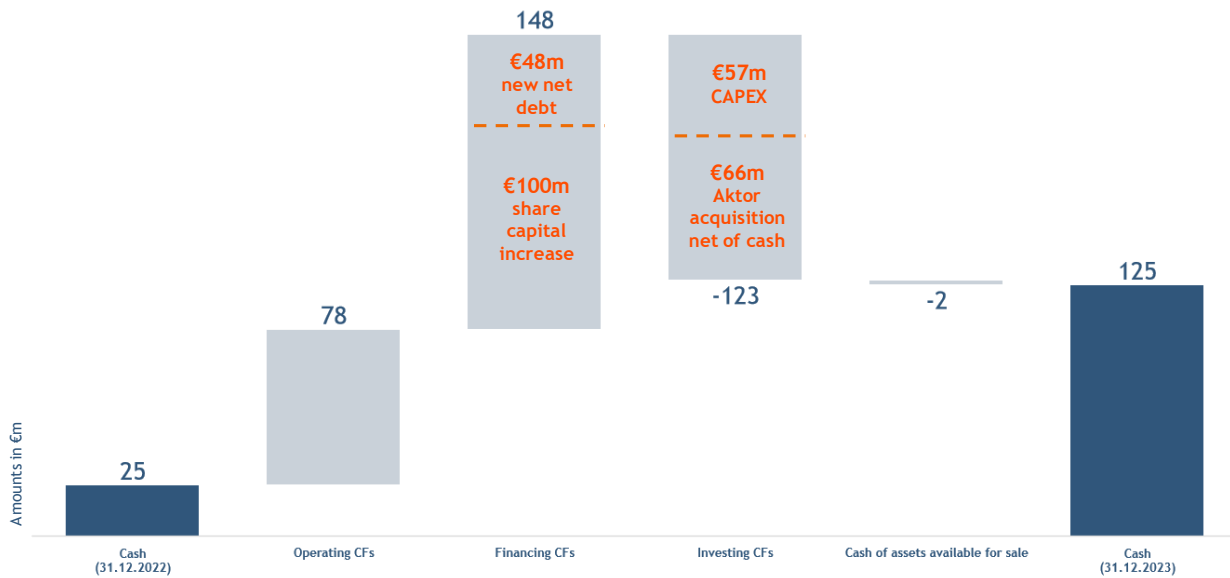 148
€48m
new net
debt
€57m
CAPEX
€100m
share
capital
increase
€66m
Aktor
acquisition
net of cash
-123
-2
125
78
25
Amounts in €m
Cash
(31.12.2022)
Operating CFs
Financing CFs
Investing CFs
Cash of assets available for sale
Cash
(31.12.2023)